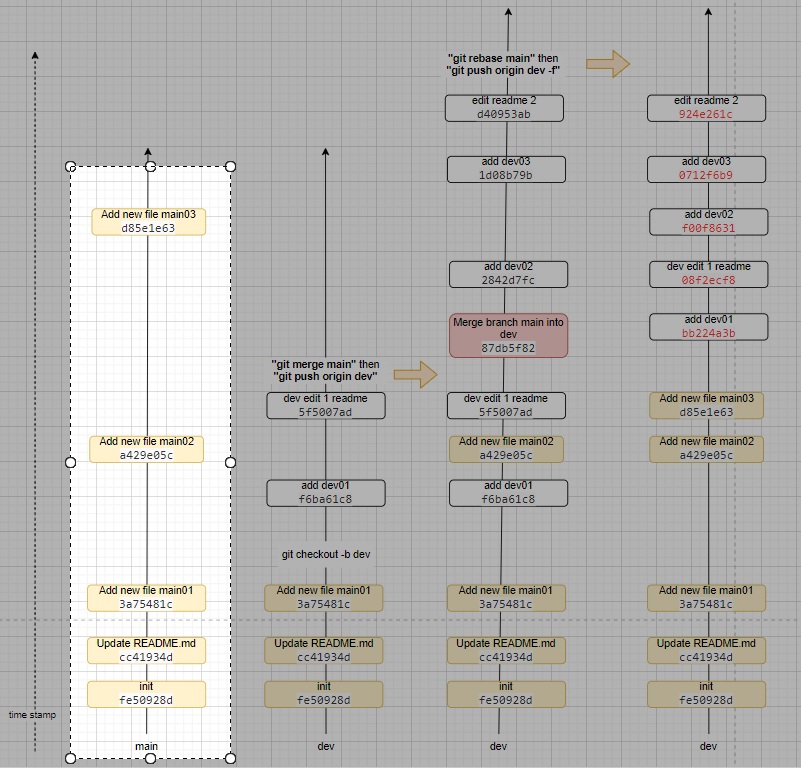 "git rebase main" then
"git push origin dev -f"
edit readme 2
d40953ab
edit readme 2
924e261c
add dev03
1d08b79b
add dev03
0712f6b9
Add new file main03
d85e1e63
add dev02
f00f8631
add dev02
2842d7fc
dev edit 1 readme
08f2ecf8
Merge branch main into
dev
87db5f82
add dev01
bb224a3b
"git merge main" then
"git push origin dev"
dev edit 1 readme
5f5007ad
dev edit 1 readme
5f5007ad
Add new file main03
d85e1e63
Add new file main02
a429e05c
Add new file main02
a429e05c
Add new file main02
a429e05c
add dev01
f6ba61c8
add dev01
f6ba61c8
git checkout -b dev
Add new file main01
3a75481c
Add new file main01
3a75481c
Add new file main01
3a75481c
Add new file main01
3a75481c
Update README.md
cc41934d
Update README.md
cc41934d
Update README.md
cc41934d
Update README.md
cc41934d
init
fe50928d
init
fe50928d
init
fe50928d
init
fe50928d
time stamp
main
dev
dev
dev